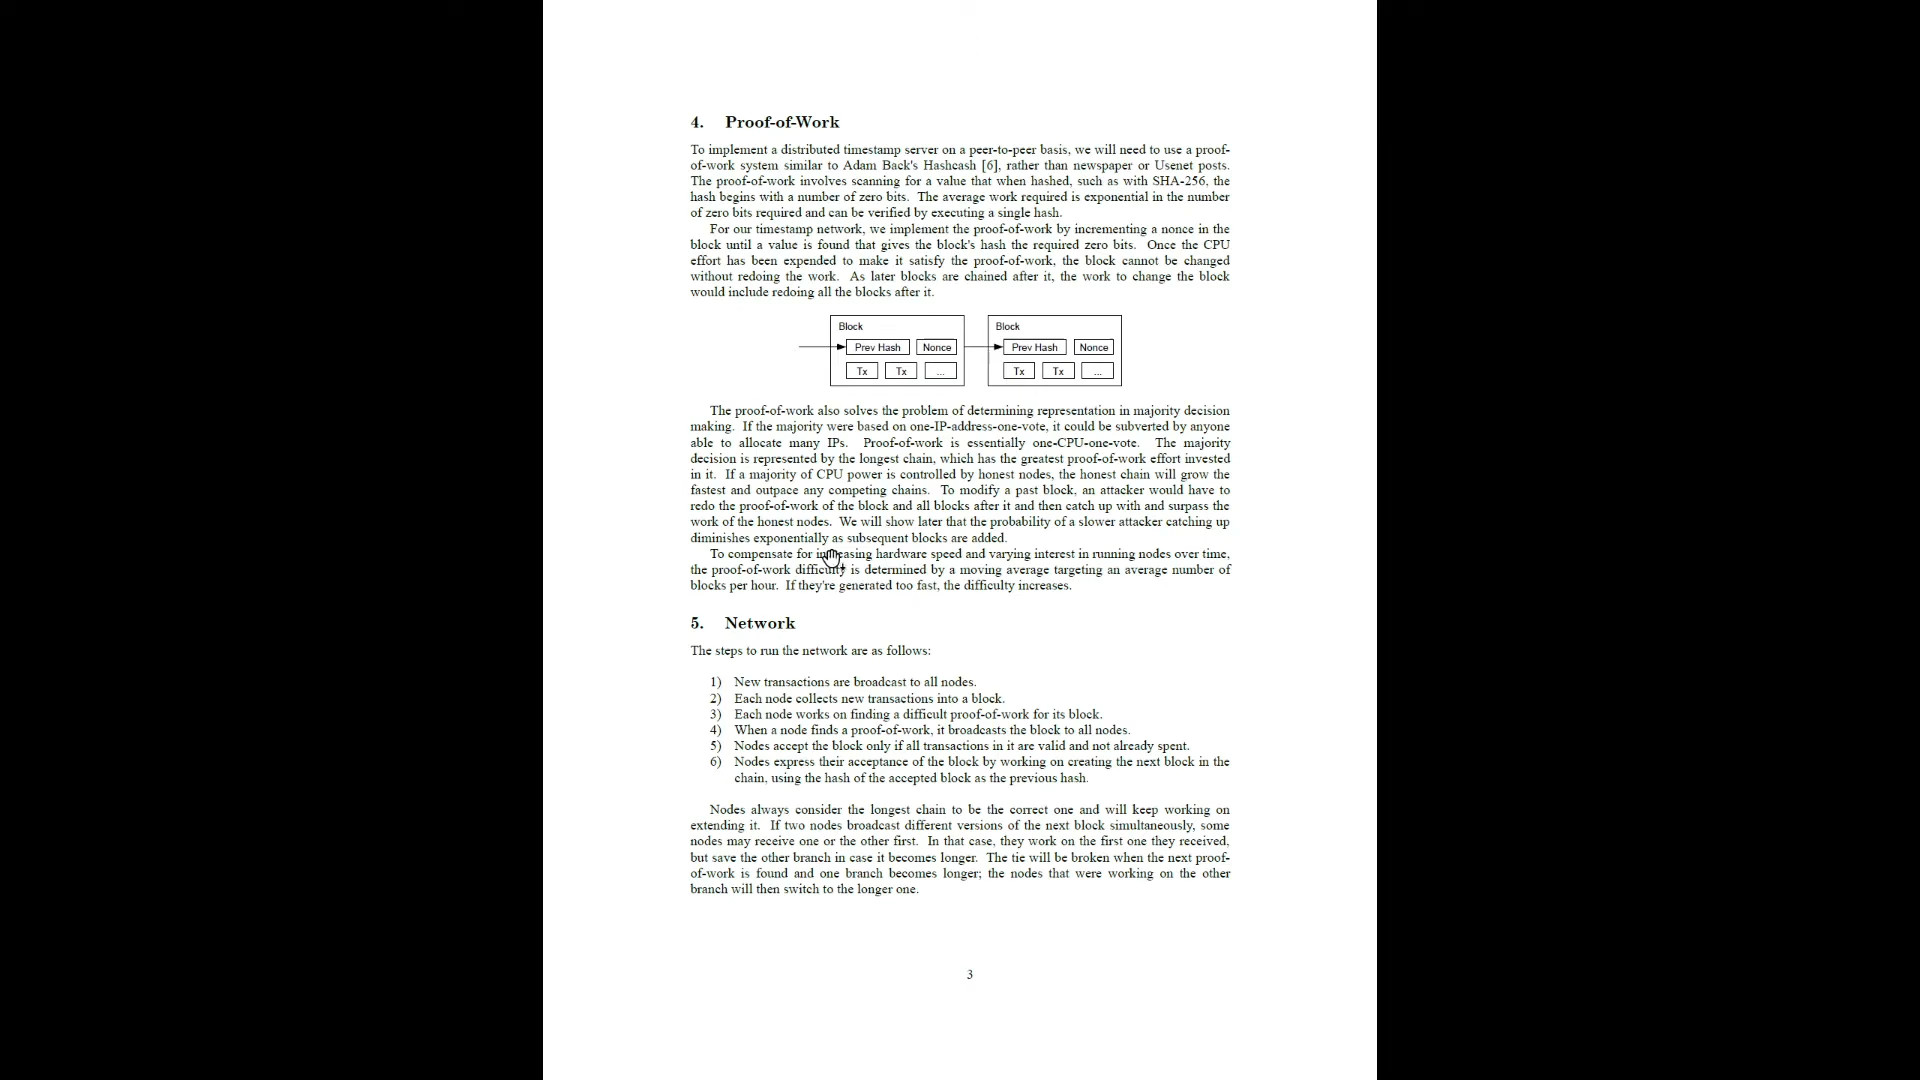 4. Proof-of-Work
To implement a distributed timestamp server on a peer-to-peer basis, we will need to use a proof-
of-work system similar to Adam Back's Hashcash [6], rather than newspaper or Usenet posts.
The proof-of-work involves scanning for a value that when hashed, such as with SHA-256, the
hash begins with a number of zero bits. The average work required is exponential in the number
of zero bits required and can be verified by executing a single hash.
For our timestamp network, we implement the proof-of-work by incrementing a nonce in the
block until a value is found that gives the block's hash the required zero bits. Once the CPU
effort has been expended to make it satisfy the proof-of-work, the block cannot be changed
without redoing the work. As later blocks are chained after it, the work to change the block
would include redoing all the blocks after it.
Block Block
Prev Hash Nonce Prev Hash Nonce
Tx Tx ... Tx Tx ...
The proof-of-work also solves the problem of determining representation in majority decision
making. If the majority were based on one-IP-address-one-vote, it could be subverted by anyone
able to allocate many IPs. Proof-of-work is essentially one-CPU-one-vote. The majority
decision is represented by the longest chain, which has the greatest proof-of-work effort invested
in it. If a majority of CPU power is controlled by honest nodes, the honest chain will grow the
fastest and outpace any competing chains. To modify a past block, an attacker would have to
redo the proof-of-work of the block and all blocks after it and then catch up with and surpass the
work of the honest nodes. We will show later that the probability of a slower attacker catching up
diminishes exponentially as subsequent blocks are added.
To compensate for increasing hardware speed and varying interest in running nodes over time,
the proof-of-work difficulty is determined by a moving average targeting an average number of
blocks per hour. If they're generated too fast, the difficulty increases.
5. Network
The steps to run the network are as follows:
1) New transactions are broadcast to all nodes.
2) Each node collects new transactions into a block.
3) Each node works on finding a difficult proof-of-work for its block.
4) When a node finds a proof-of-work, it broadcasts the block to all nodes.
5) Nodes accept the block only if all transactions in it are valid and not already spent.
6) Nodes express their acceptance of the block by working on creating the next block in the
chain, using the hash of the accepted block as the previous hash.
Nodes always consider the longest chain to be the correct one and will keep working on
extending it. If two nodes broadcast different versions of the next block simultaneously, some
nodes may receive one or the other first. In that case, they work on the first one they received,
but save the other branch in case it becomes longer. The tie will be broken when the next proof-
of-work is found and one branch becomes longer; the nodes that were working on the other
branch will then switch to the longer one.
3